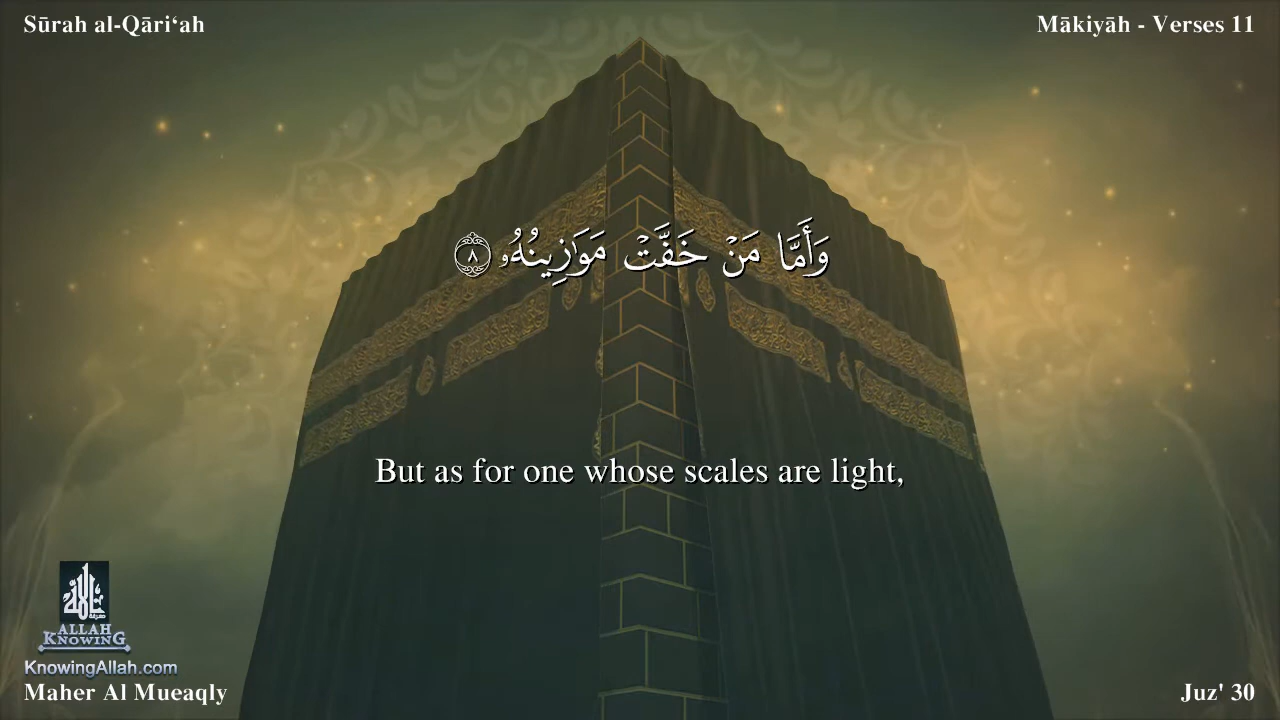 Sūrah al-Qāri‘ah
Mākiyāh - Verses 11
وَأَمَّا مَنۡ خَفَّتۡ مَوَٰزِينُهُۥ ٨
But as for one whose scales are light,
ALLAH
KNOWING
KnowingAllah.com
Maher Al Mueaqly
Juz' 30